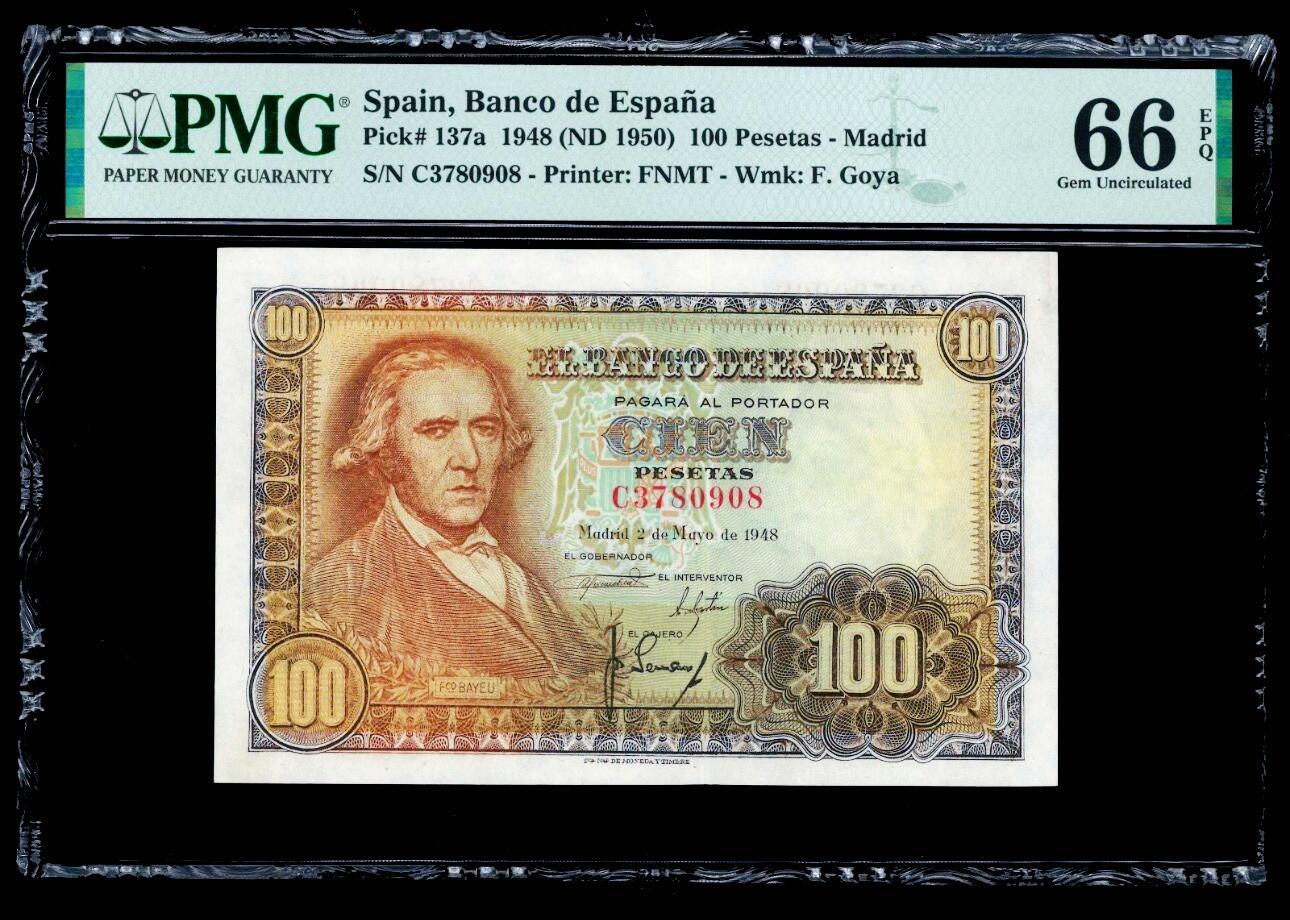 PMG®
PAPER MONEY GUARANTY
Spain, Banco de España
Pick# 137a 1948 (ND 1950) 100 Pesetas - Madrid
S/N C3780908 - Printer: FNMT - Wmk: F. Goya
66 EPQ
Gem Uncirculated
100
100
EL BANCO DE ESPAÑA
PAGARÁ AL PORTADOR
CIEN
PESETAS
C3780908
Madrid 2 de Mayo de 1948
EL GOBERNADOR
EL INTERVENTOR
EL CAJERO
100
FCO BAYEU
100